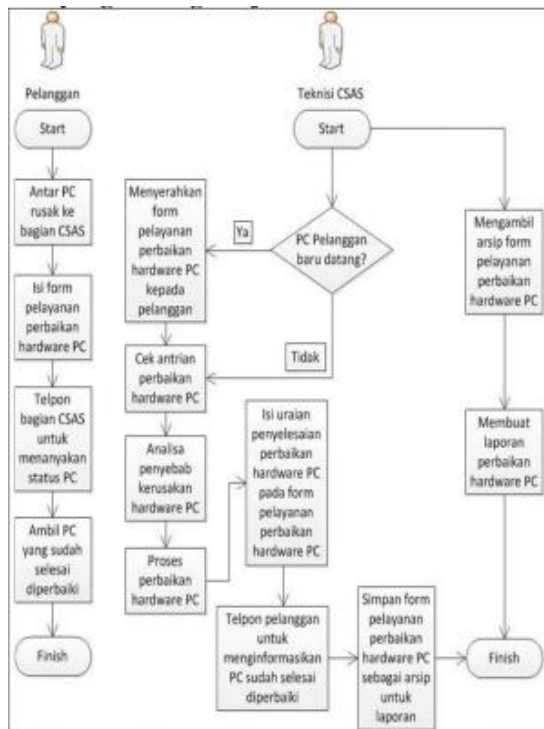 Pelanggan
Start
Antar PC
rusak ke
bagian CSAS
Isi form
pelayanan
perbaikan
hardware PC
Telpon
bagian CSAS
untuk
menanyakan
status PC
Ambil PC
yang sudah
selesai
diperbaiki
Finish
Teknisi CSAS
Start
PC Pelanggan
baru datang?
Ya
Tidak
Menyerahkan
form
pelayanan
perbaikan
hardware PC
kepada
pelanggan
Cek antrian
perbaikan
hardware PC
Analisa
penyebab
kerusakan
hardware PC
Proses
perbaikan
hardware PC
Isi uraian
penyelesaian
perbaikan
hardware PC
pada form
pelayanan
perbaikan
hardware PC
Telpon pelanggan
untuk
menginformasikan
PC sudah selesai
diperbaiki
Simpan form
pelayanan
perbaikan
hardware PC
sebagai arsip
untuk
laporan
Mengambil
arsip form
pelayanan
perbaikan
hardware PC
Membuat
laporan
perbaikan
hardware PC
Finish